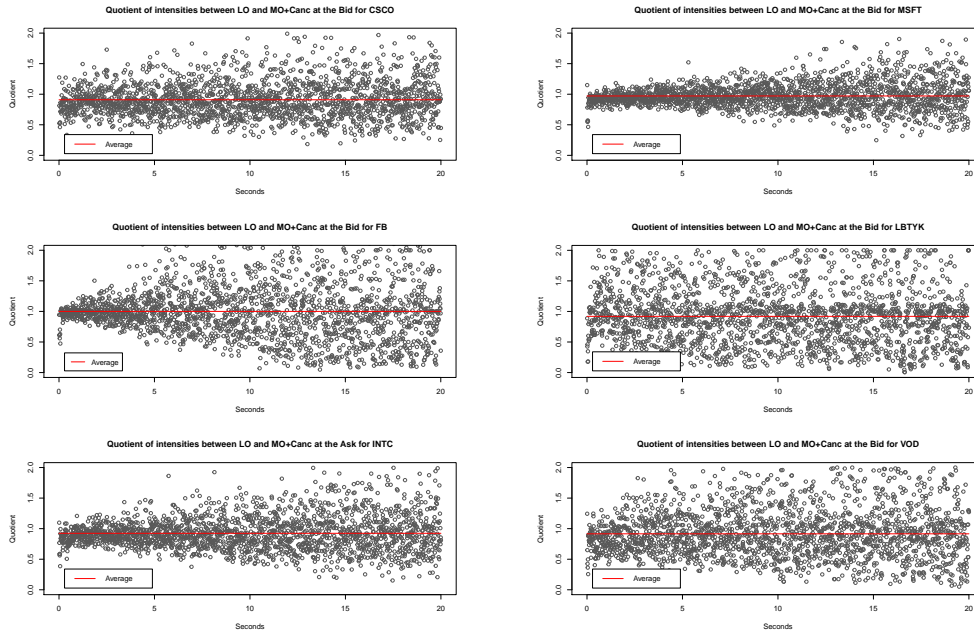 Quotient of intensities between LO and MO+Canc at the Bid for CSCO
Quotient
2.0
1.5
1.0
0.5
0.0
Average
0 5 10 15 20
Seconds
Quotient of intensities between LO and MO+Canc at the Bid for MSFT
Quotient
2.0
1.5
1.0
0.5
0.0
Average
0 5 10 15 20
Seconds
Quotient of intensities between LO and MO+Canc at the Bid for FB
Quotient
2.0
1.5
1.0
0.5
0.0
Average
0 5 10 15 20
Seconds
Quotient of intensities between LO and MO+Canc at the Bid for LBTYK
Quotient
2.0
1.5
1.0
0.5
0.0
Average
0 5 10 15 20
Seconds
Quotient of intensities between LO and MO+Canc at the Ask for INTC
Quotient
2.0
1.5
1.0
0.5
0.0
Average
0 5 10 15 20
Seconds
Quotient of intensities between LO and MO+Canc at the Bid for VOD
Quotient
2.0
1.5
1.0
0.5
0.0
Average
0 5 10 15 20
Seconds